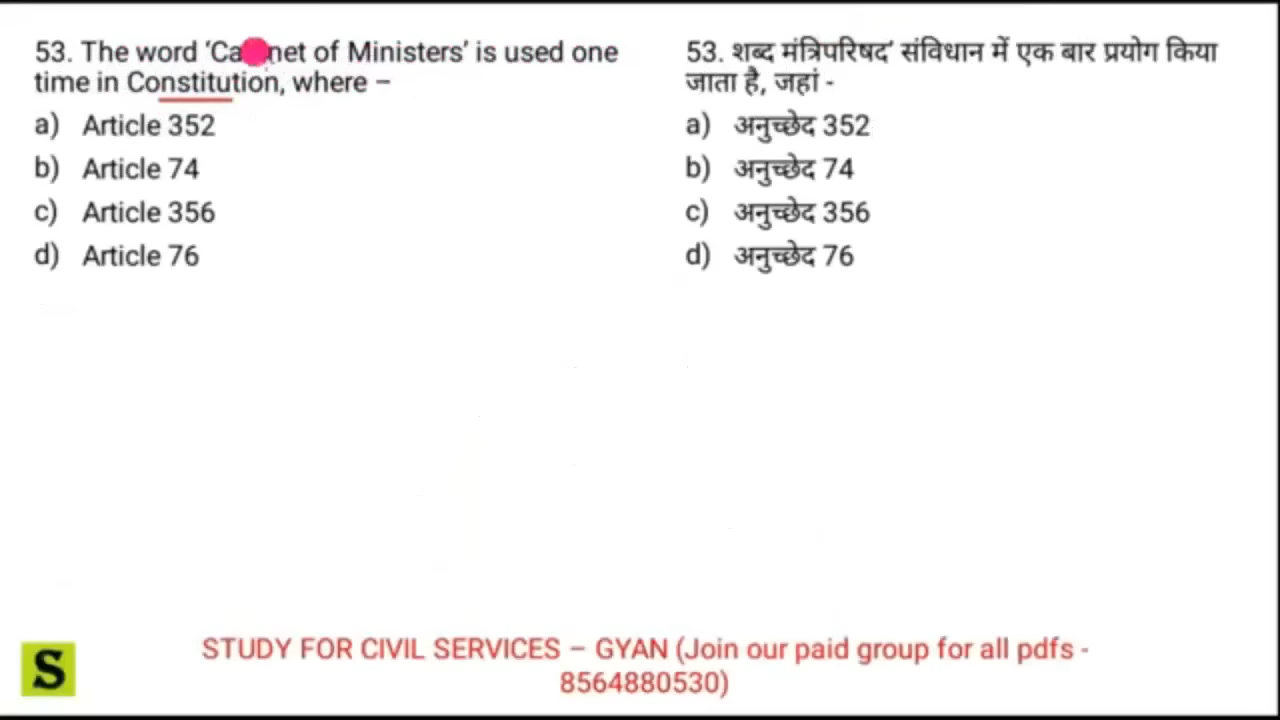 53. The word ‘Ca net of Ministers’ is used one
time in Constitution, where –
a) Article 352
b) Article 74
c) Article 356
d) Article 76
53. शब्द मंत्रिपरिषद’ संविधान में एक बार प्रयोग किया
जाता है, जहां -
a) अनुच्छेद 352
b) अनुच्छेद 74
c) अनुच्छेद 356
d) अनुच्छेद 76
S
STUDY FOR CIVIL SERVICES – GYAN (Join our paid group for all pdfs -
8564880530)